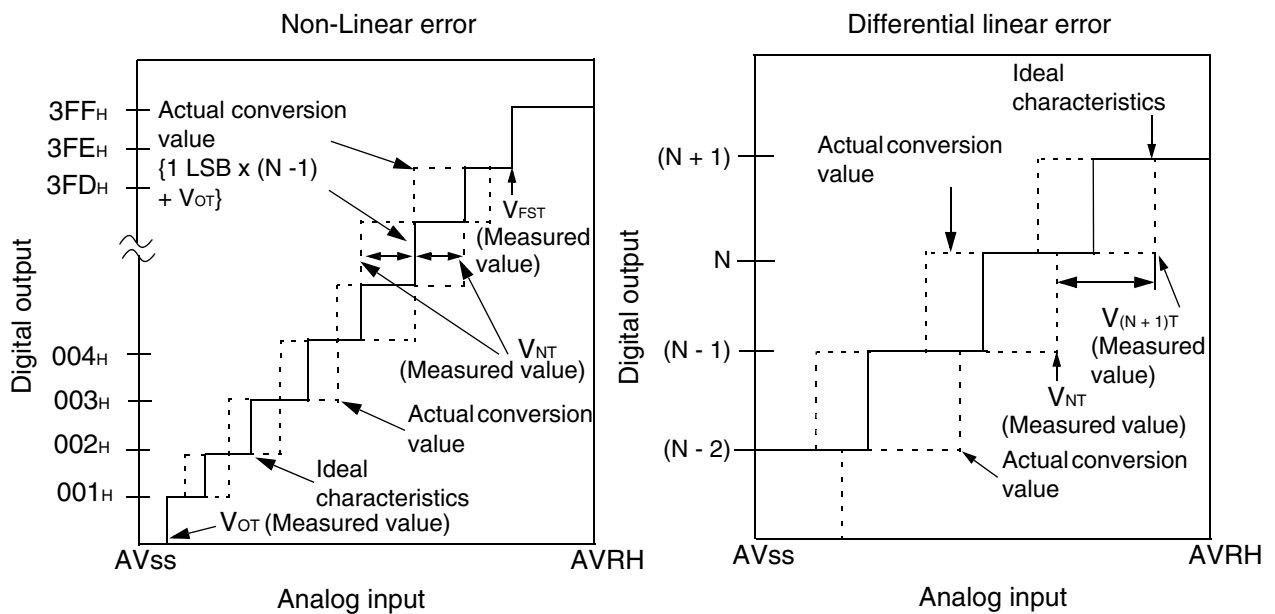 Non-Linear error
3FFH
3FEH
3FDH
004H
003H
002H
001H
Digital output
Actual conversion
value
{1 LSB x (N -1)
+ VOT}
VFST
(Measured
value)
VNT
(Measured value)
Actual conversion
value
Ideal
characteristics
VOT (Measured value)
AVss
AVRH
Analog input
Differential linear error
(N + 1)
N
(N - 1)
(N - 2)
Digital output
Ideal
characteristics
Actual conversion
value
V(N + 1)T
(Measured
value)
VNT
(Measured value)
Actual conversion
value
AVss
AVRH
Analog input